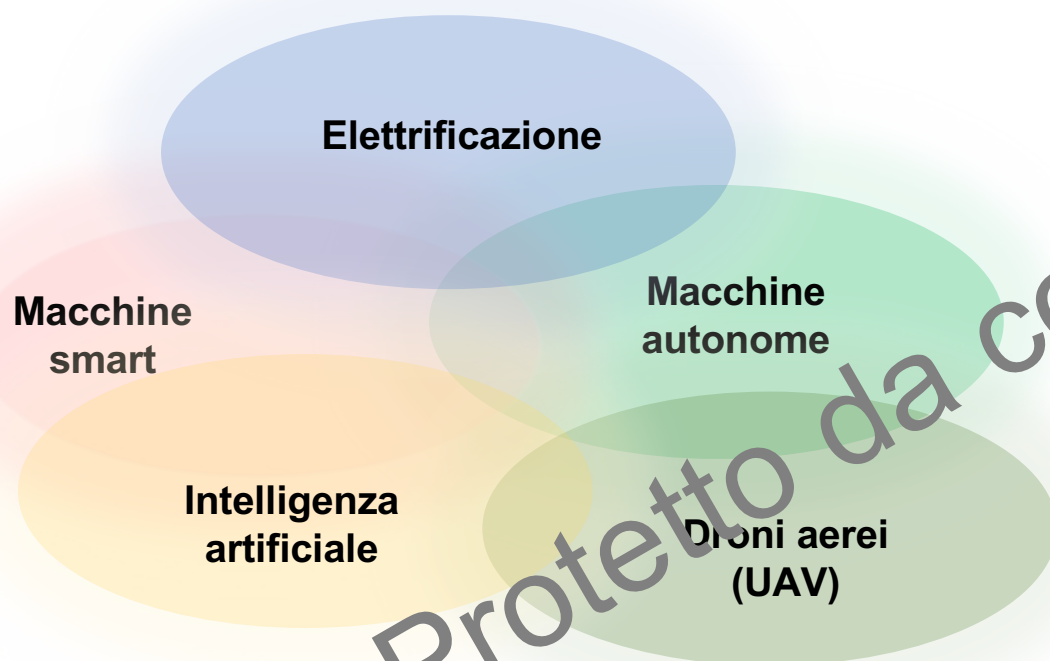 Elettrificazione
Macchine
smart
Macchine
autonome
Intelligenza
artificiale
Droni aerei
(UAV)
Protetto da